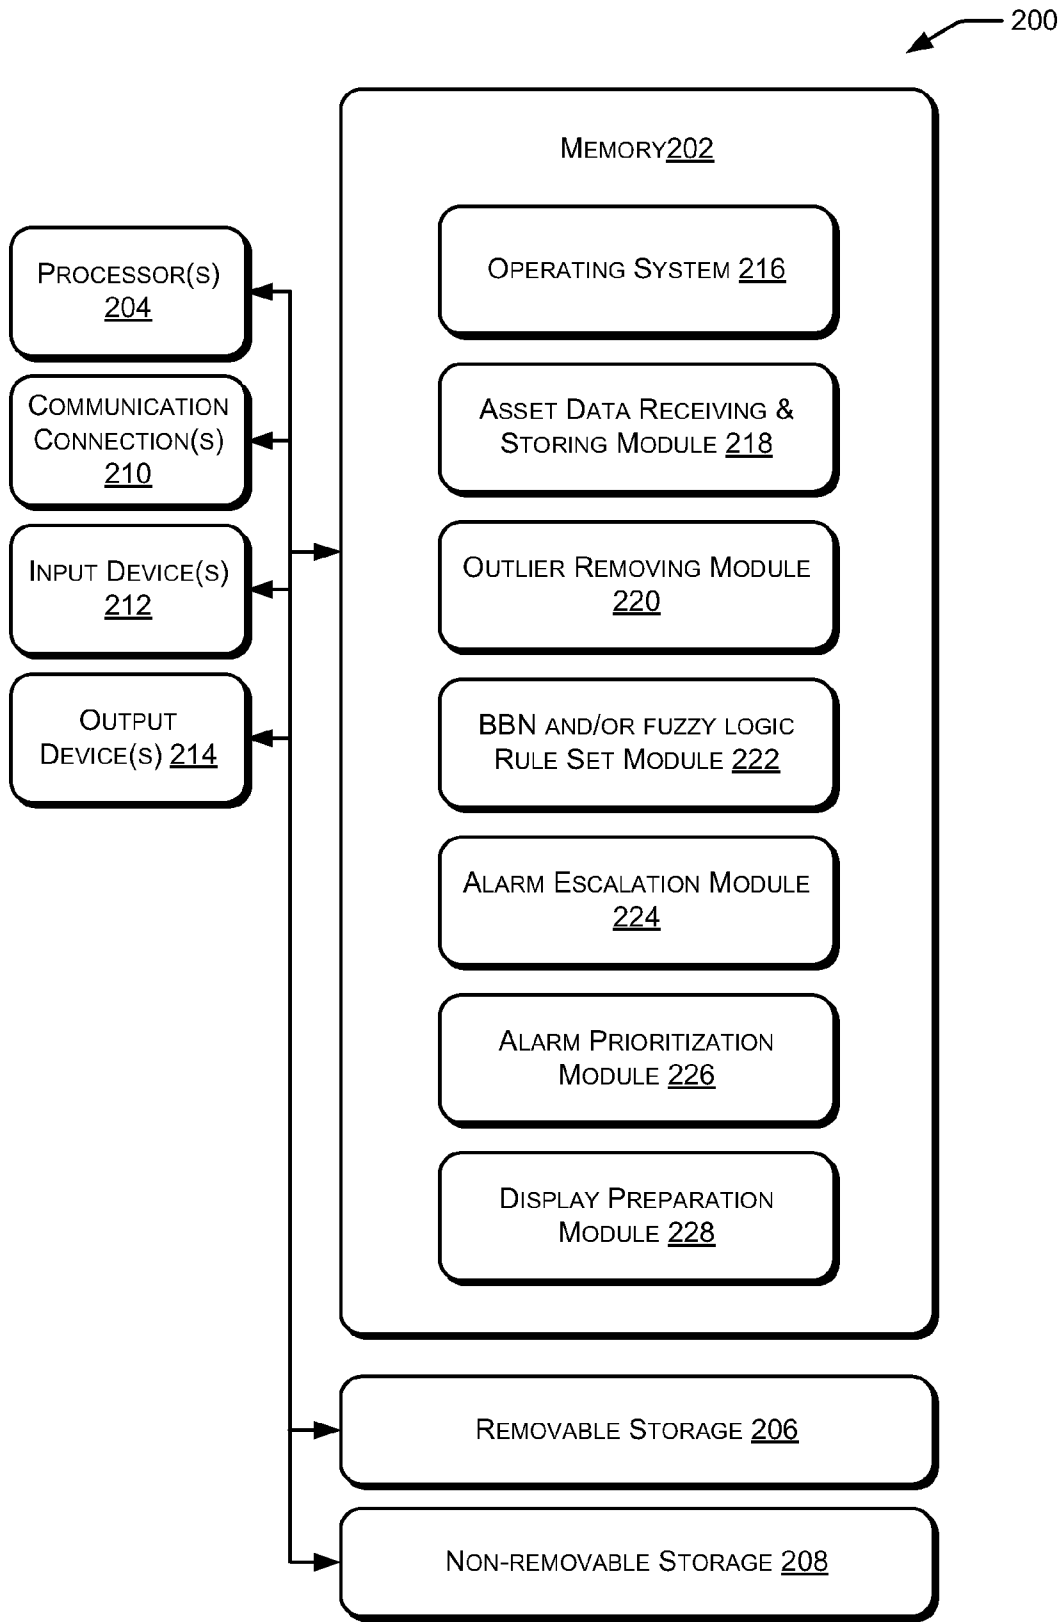 200
MEMORY202
OPERATING SYSTEM 216
ASSET DATA RECEIVING &
STORING MODULE 218
OUTLIER REMOVING MODULE
220
BBN AND/OR FUZZY LOGIC
RULE SET MODULE 222
ALARM ESCALATION MODULE
224
ALARM PRIORITIZATION
MODULE 226
DISPLAY PREPARATION
MODULE 228
PROCESSOR(S)
204
COMMUNICATION
CONNECTION(S)
210
INPUT DEVICE(S)
212
OUTPUT
DEVICE(S) 214
REMOVABLE STORAGE 206
NON-REMOVABLE STORAGE 208